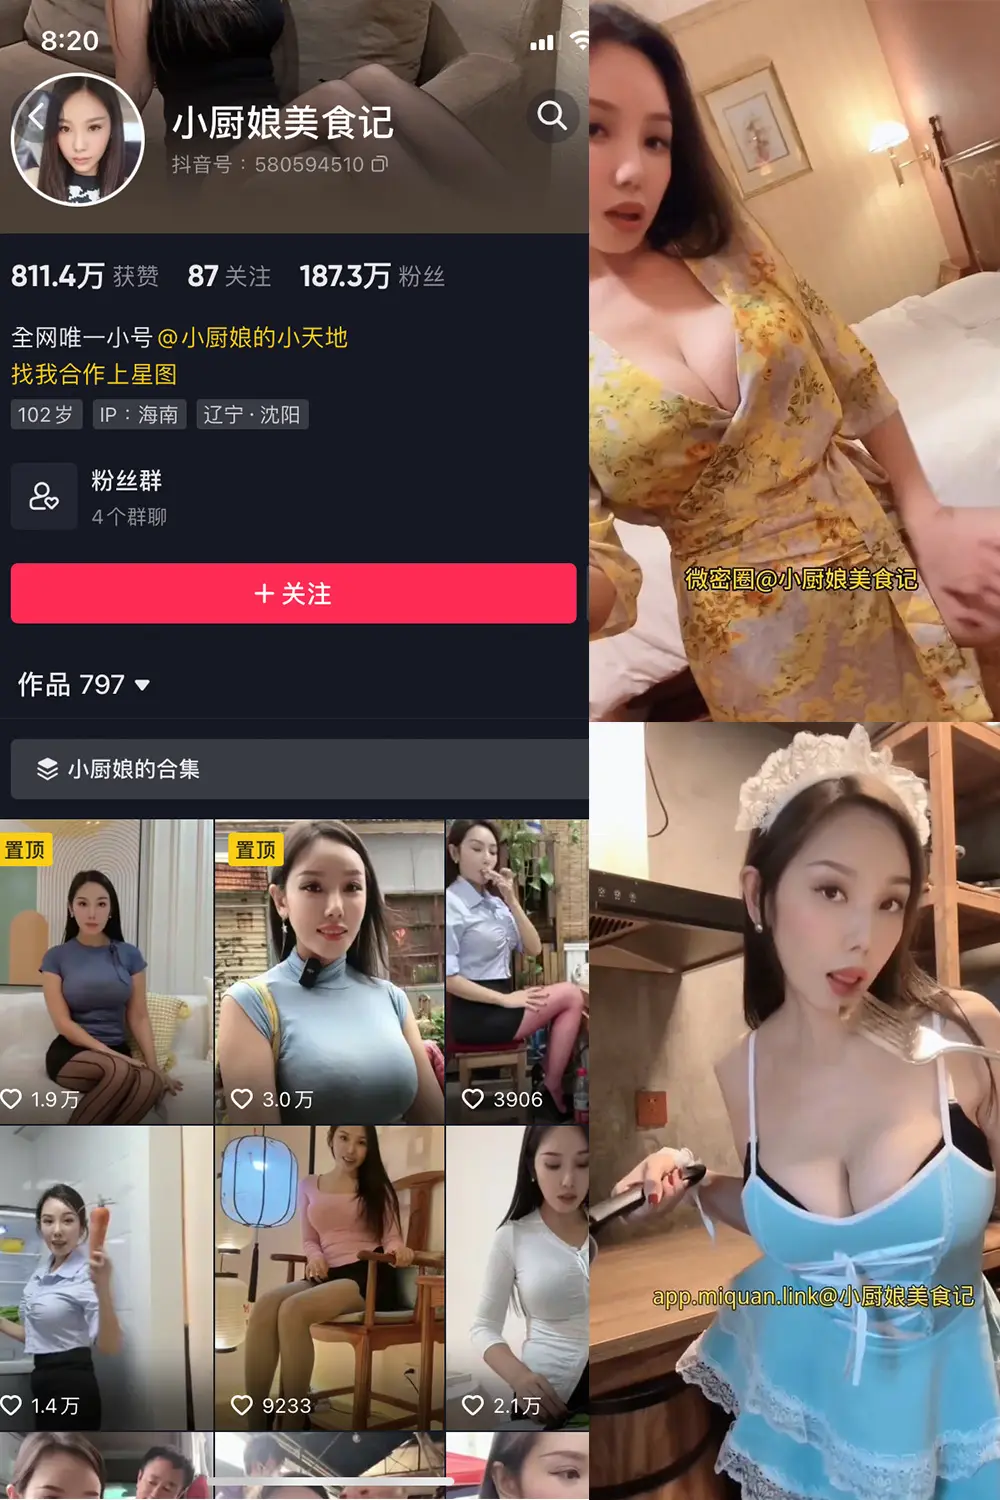 8:20
小厨娘美食记
抖音号：580594510
811.4万 获赞 87 关注 187.3万 粉丝
全网唯一小号@小厨娘的小天地
找我合作上星图
102岁 IP：海南 辽宁·沈阳
粉丝群
4个群聊
+ 关注
作品 797
小厨娘的合集
置顶
1.9万
置顶
3.0万
3906
1.4万
9233
2.1万
微密圈@小厨娘美食记
app.miquan.link@小厨娘美食记